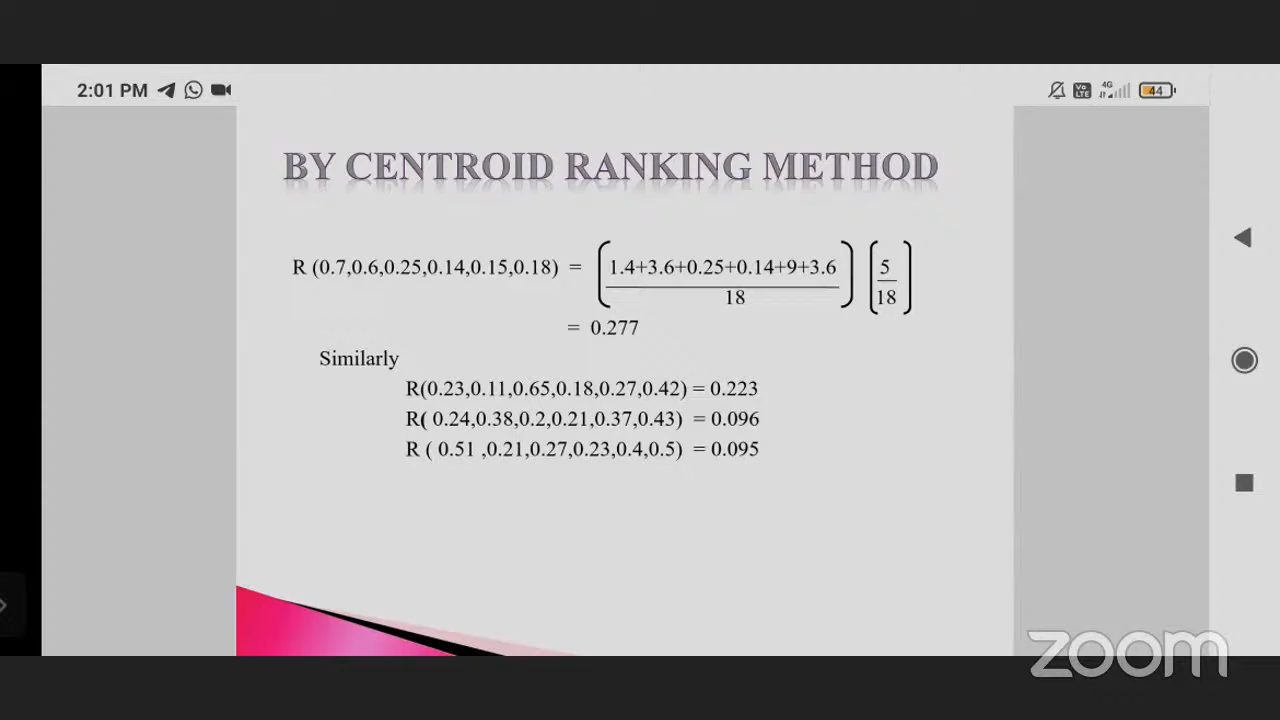 2:01 PM
Vo LTE 4G 44
BY CENTROID RANKING METHOD
R (0.7,0.6,0.25,0.14,0.15,0.18) = (1.4+3.6+0.25+0.14+9+3.6 / 18) (5 / 18)
= 0.277
Similarly
R(0.23,0.11,0.65,0.18,0.27,0.42) = 0.223
R( 0.24,0.38,0.2,0.21,0.37,0.43) = 0.096
R ( 0.51 ,0.21,0.27,0.23,0.4,0.5) = 0.095
zoom